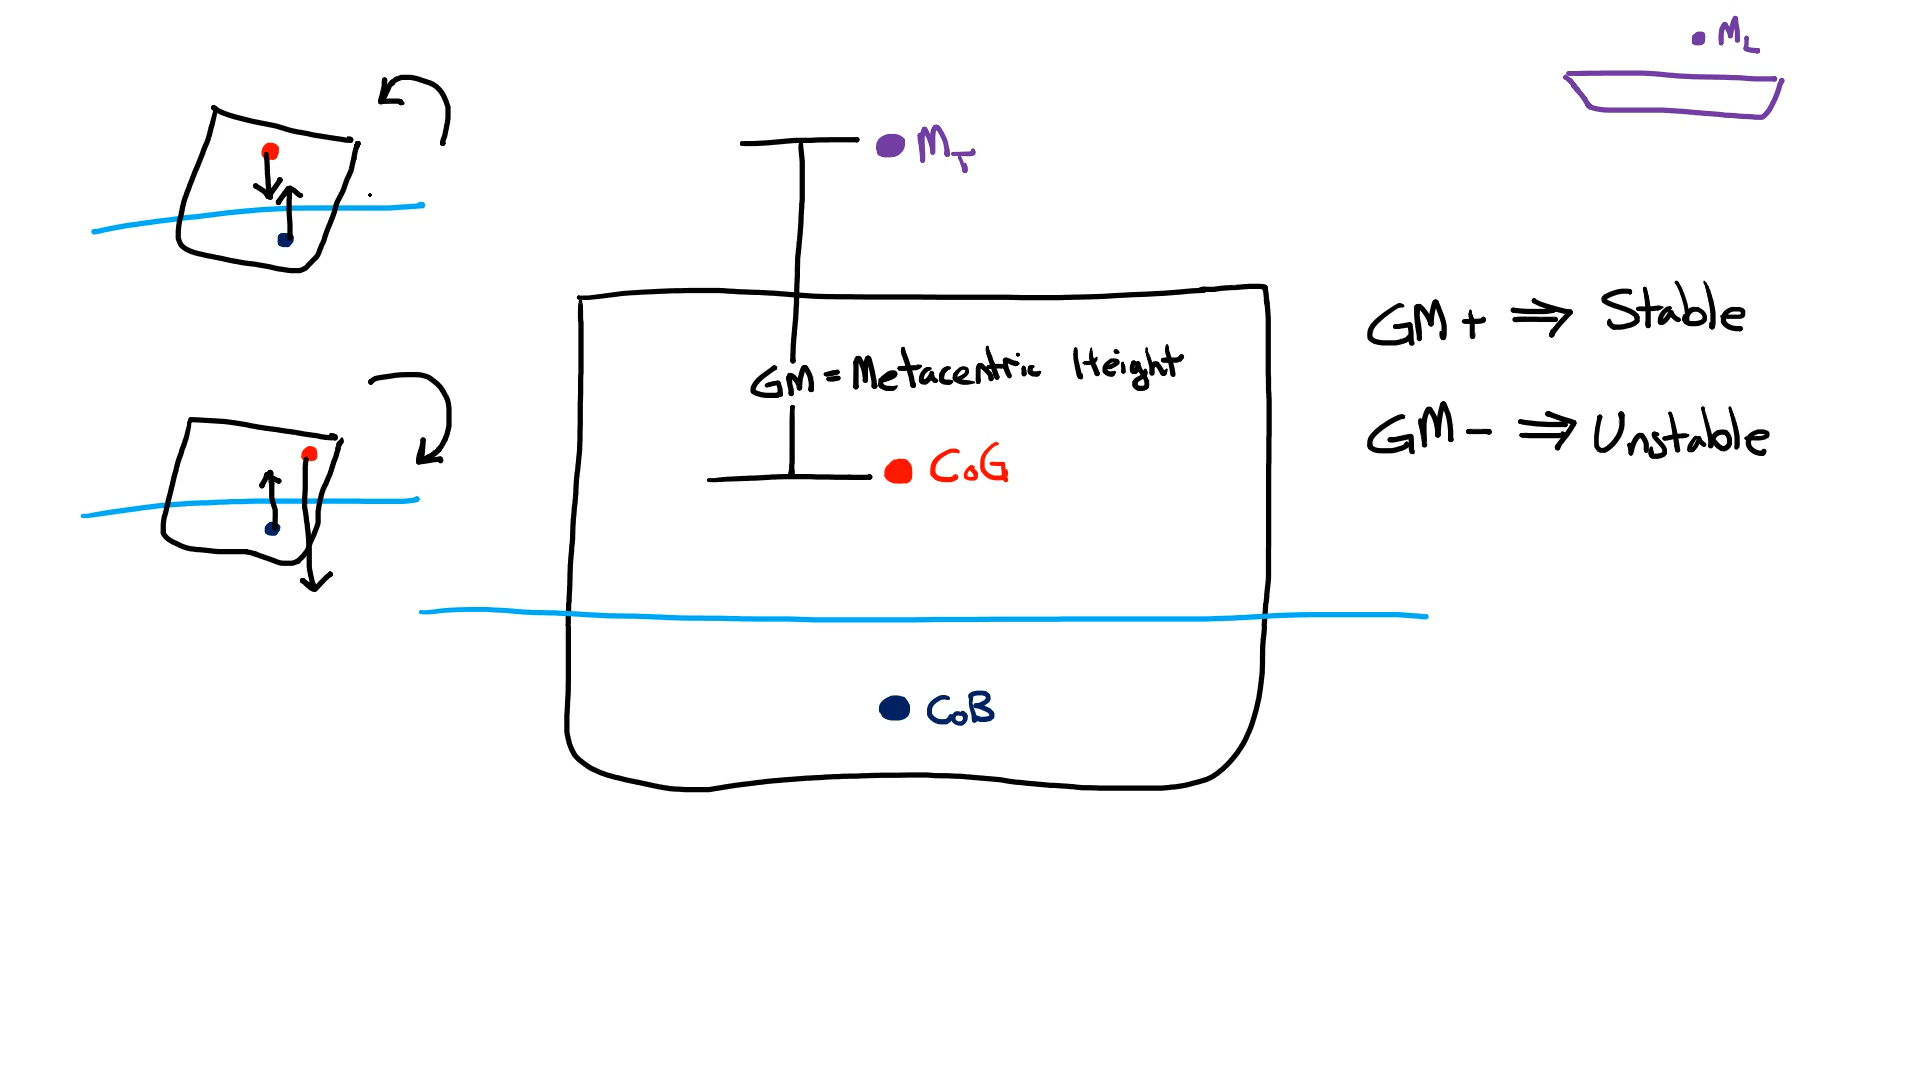 M_L
M_T
GM + ⇒ Stable
GM = Metacentric Height
GM - ⇒ Unstable
CoG
CoB